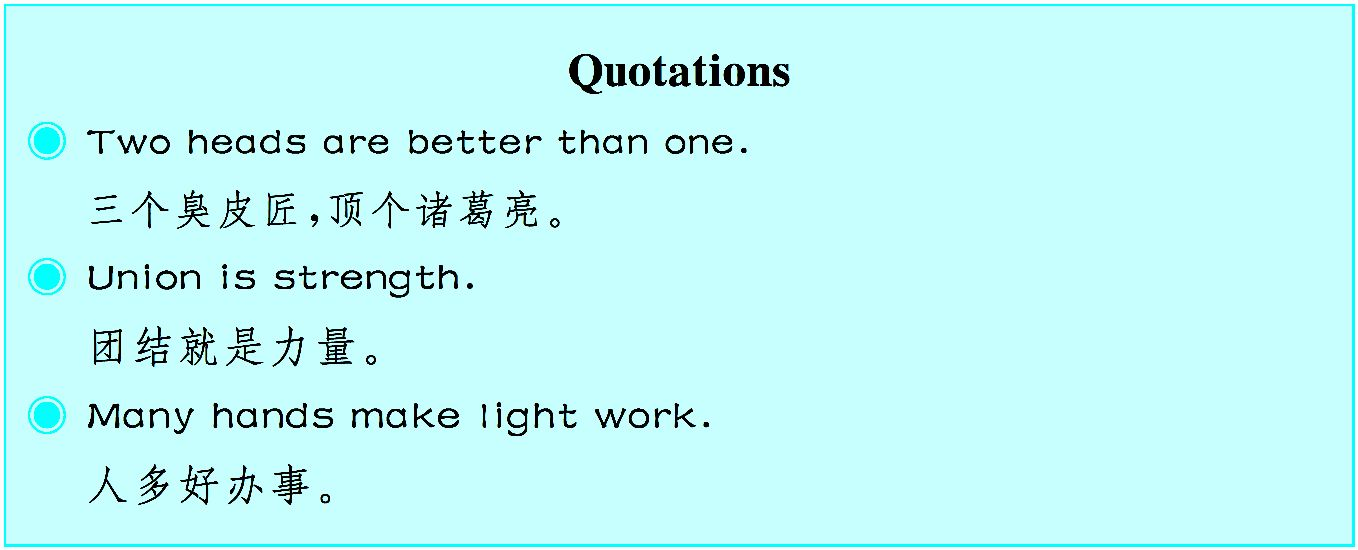 Quotations
Two heads are better than one.
三个臭皮匠,顶个诸葛亮。
Union is strength.
团结就是力量。
Many hands make light work.
人多好办事。